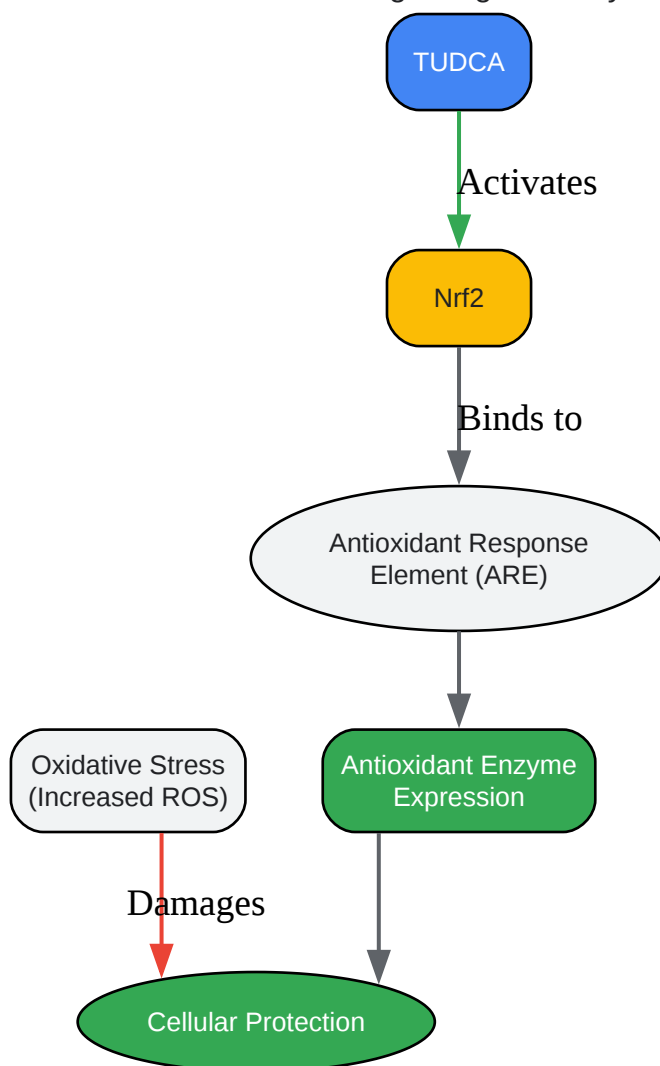 TUDCA
Activates
Nrf2
Binds to
Antioxidant Response
Element (ARE)
Oxidative Stress
(Increased ROS)
Antioxidant Enzyme
Expression
Damages
Cellular Protection